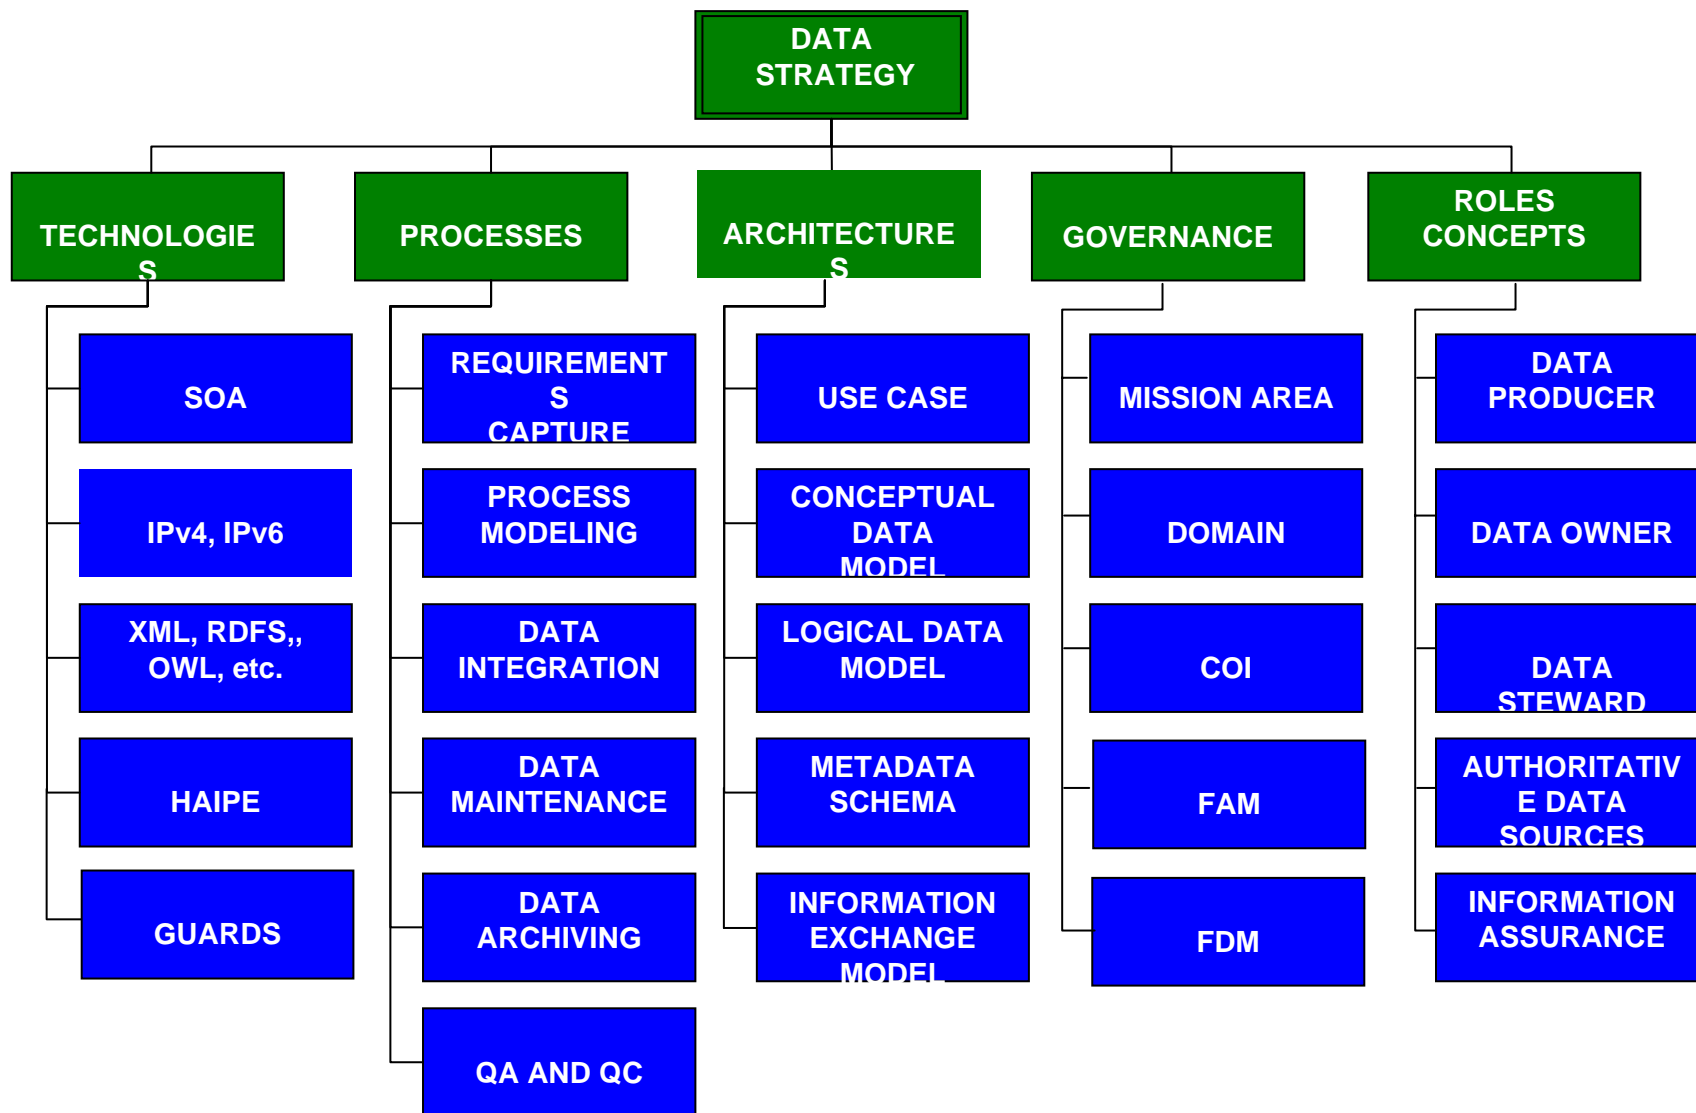 DATA
STRATEGY
TECHNOLOGIE
S
PROCESSES
ARCHITECTURE
S
GOVERNANCE
ROLES
CONCEPTS
SOA
IPv4, IPv6
XML, RDFS,,
OWL, etc.
HAIPE
GUARDS
REQUIREMENT
S
CAPTURE
PROCESS
MODELING
DATA
INTEGRATION
DATA
MAINTENANCE
DATA
ARCHIVING
QA AND QC
USE CASE
CONCEPTUAL
DATA
MODEL
LOGICAL DATA
MODEL
METADATA
SCHEMA
INFORMATION
EXCHANGE
MODEL
MISSION AREA
DOMAIN
COI
FAM
FDM
DATA
PRODUCER
DATA OWNER
DATA
STEWARD
AUTHORITATIV
E DATA
SOURCES
INFORMATION
ASSURANCE